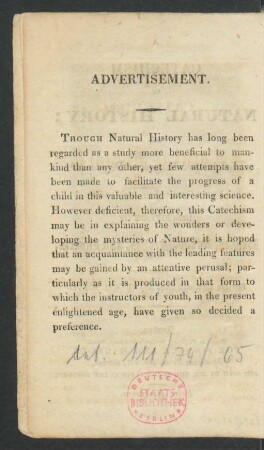 ADVERTISEMENT.
THOUGH Natural History has long been
regarded as a study more beneficial to man-
kind than any other, yet few attempts have
been made to facilitate the progress of a
child in this valuable and interesting science.
However deficient, therefore, this Catechism
may be in explaining the wonders or deve-
loping the mysteries of Nature, it is hoped
that an acquaintance with the leading features
may be gained by an attentive perusal; par-
ticularly as it is produced in that form to
which the instructors of youth, in the present
enlightened age, have given so decided a
preference.
DEUTSCHE
STAATS-
BIBLIOTHEK
BERLIN